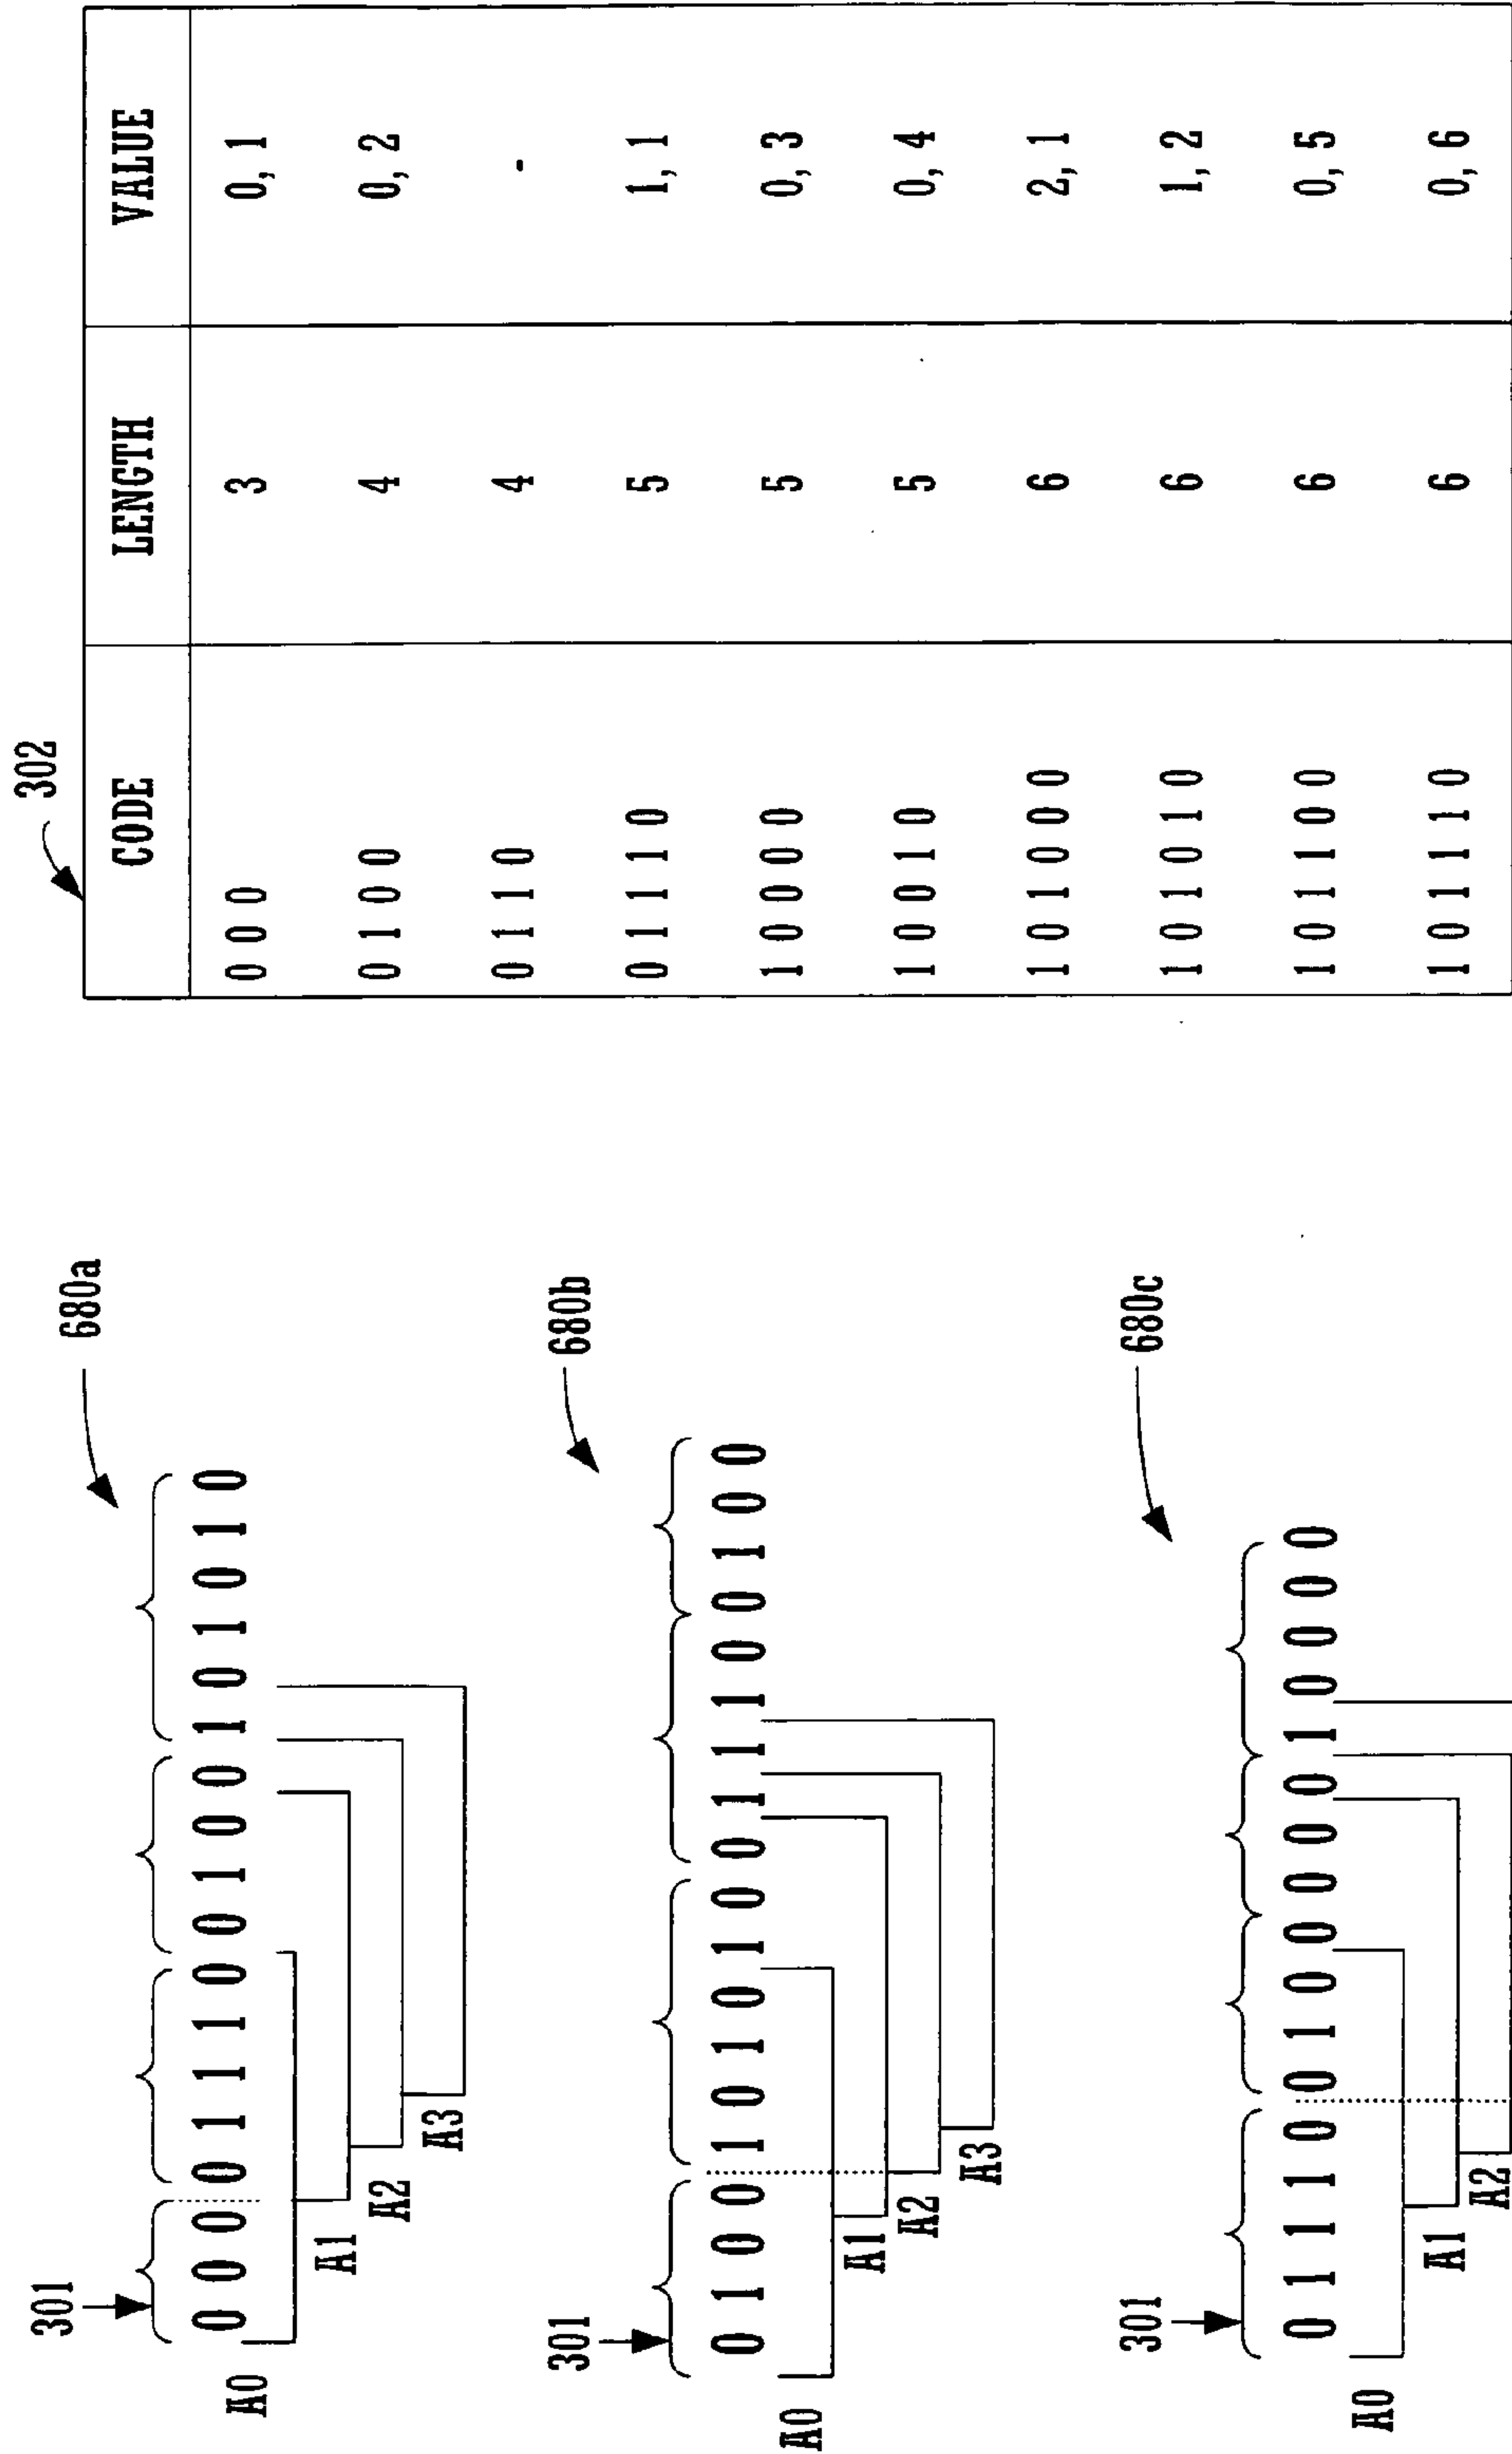 301
680a
0 0 0 0 1 1 1 0 0 1 0 0 1 0 1 0 1 0
A0
A1
A2
A3
301
680b
0 1 0 0 1 0 1 0 1 0 0 1 1 1 0 0 1 0 0
A0
A1
A2
A3
301
680c
0 1 1 1 0 0 1 0 0 0 0 0 1 0 0 0 0
A0
A1
A2
302
CODE LENGTH VALUE
0 0 0 3 0, 1
0 1 0 0 4 0, 2
0 1 1 0 4 -
0 1 1 1 0 5 1, 1
1 0 0 0 0 5 0, 3
1 0 0 1 0 5 0, 4
1 0 1 0 0 0 6 2, 1
1 0 1 0 1 0 6 1, 2
1 0 1 1 0 0 6 0, 5
1 0 1 1 1 0 6 0, 6